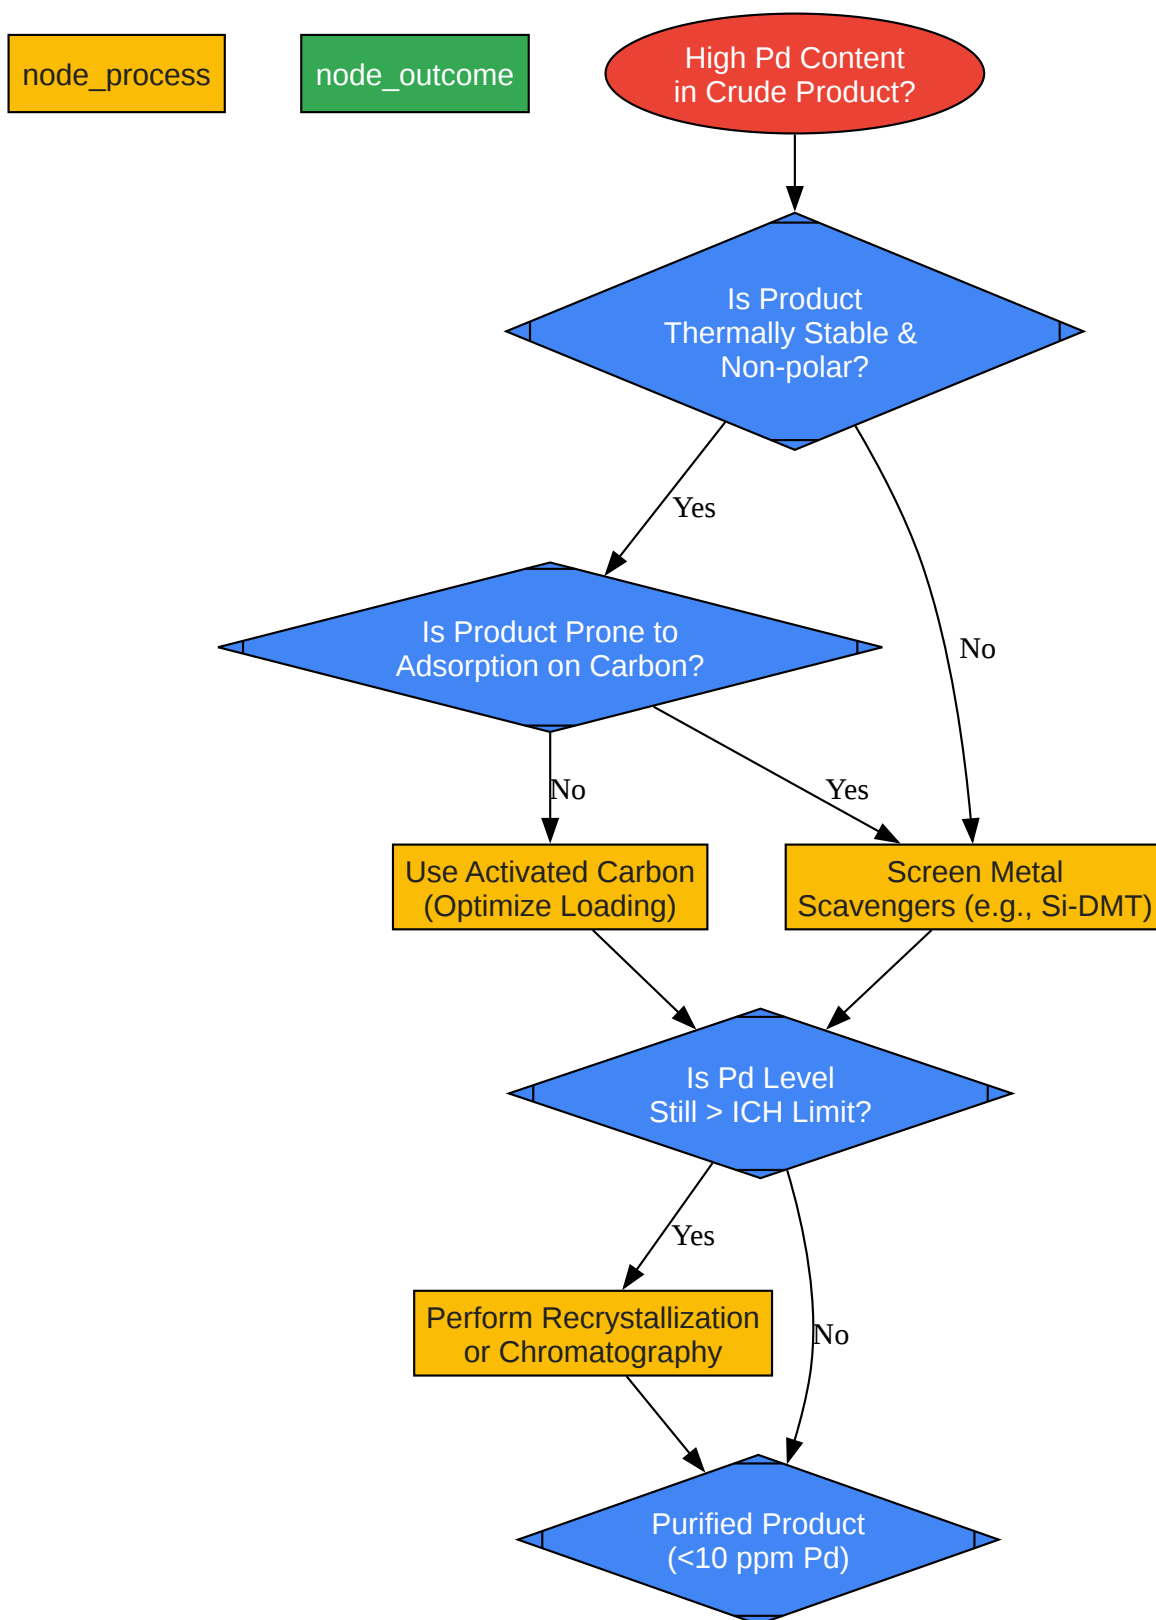 node_process
node_outcome
High Pd Content
in Crude Product?
Is Product
Thermally Stable &
Non-polar?
Yes
No
Is Product Prone to
Adsorption on Carbon?
No
Yes
Use Activated Carbon
(Optimize Loading)
Screen Metal
Scavengers (e.g., Si-DMT)
Is Pd Level
Still > ICH Limit?
Yes
No
Perform Recrystallization
or Chromatography
Purified Product
(<10 ppm Pd)